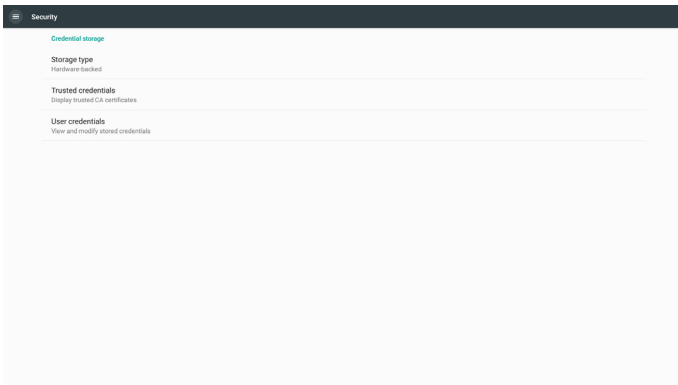 Security
Credential storage
Storage type
Hardware-backed
Trusted credentials
Display trusted CA certificates
User credentials
View and modify stored credentials